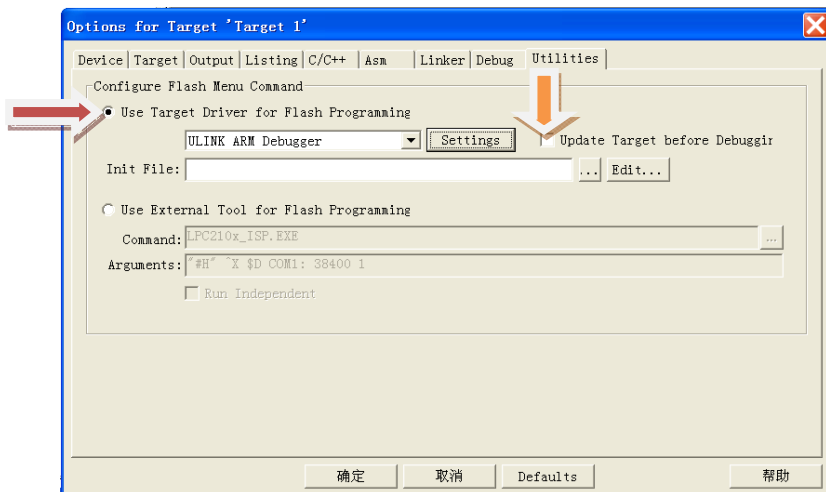 Options for Target 'Target 1'
Device Target Output Listing C/C++ Asm Linker Debug Utilities
Configure Flash Menu Command
Use Target Driver for Flash Programming
ULINK ARM Debugger Settings Update Target before Debuggir
Init File: ... Edit...
Use External Tool for Flash Programming
Command: LPC210x_ISP.EXE ...
Arguments: "#H" ^X $D COM1: 38400 1
Run Independent
确定 取消 Defaults 帮助